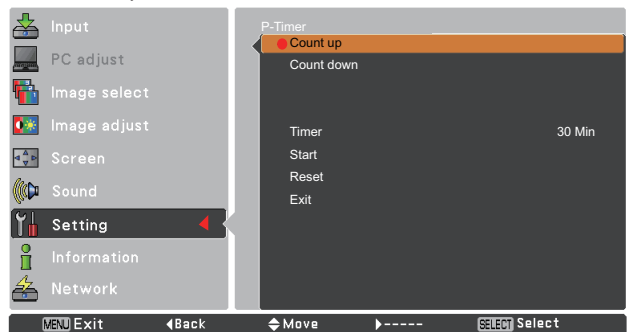 Input
PC adjust
Image select
Image adjust
Screen
Sound
Setting
Information
Network
P-Timer
Count up
Count down
Timer 30 Min
Start
Reset
Exit
MENU Exit Back Move ----- SELECT Select